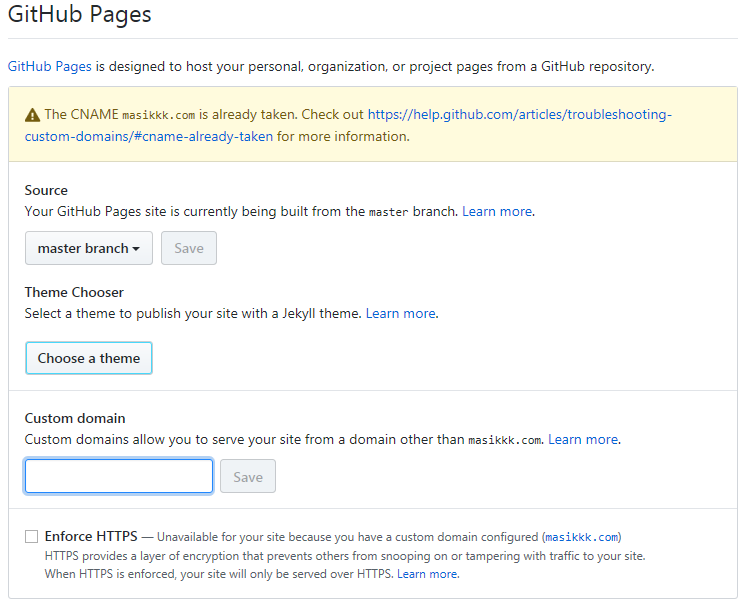 GitHub Pages
GitHub Pages is designed to host your personal, organization, or project pages from a GitHub repository.
The CNAME masikkk.com is already taken. Check out https://help.github.com/articles/troubleshooting-
custom-domains/#cname-already-taken for more information.
Source
Your GitHub Pages site is currently being built from the master branch. Learn more.
master branch Save
Theme Chooser
Select a theme to publish your site with a Jekyll theme. Learn more.
Choose a theme
Custom domain
Custom domains allow you to serve your site from a domain other than masikkk.com. Learn more.
Save
Enforce HTTPS — Unavailable for your site because you have a custom domain configured (masikkk.com)
HTTPS provides a layer of encryption that prevents others from snooping on or tampering with traffic to your site.
When HTTPS is enforced, your site will only be served over HTTPS. Learn more.